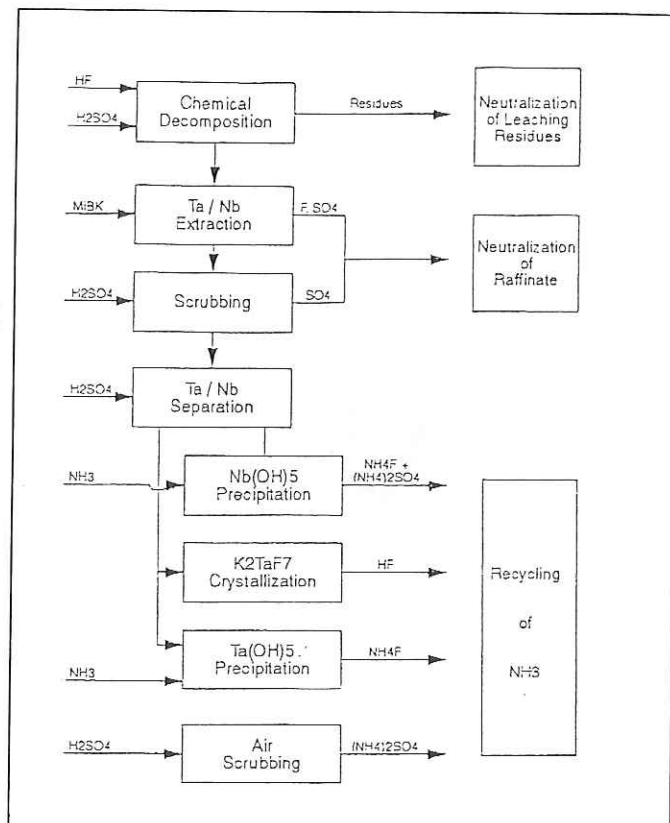 HF
H2SO4
Chemical
Decomposition
Residues
Neutralization
of Leaching
Residues
MiBK
Ta / Nb
Extraction
F, SO4
Neutralization
of
Raffinate
H2SO4
Scrubbing
SO4
H2SO4
Ta / Nb
Separation
NH3
Nb(OH)5
Precipitation
NH4F +
(NH4)2SO4
K2TaF7
Crystallization
HF
Recycling
of
NH3
Ta(OH)5
Precipitation
NH4F
NH3
H2SO4
Air
Scrubbing
(NH4)2SO4